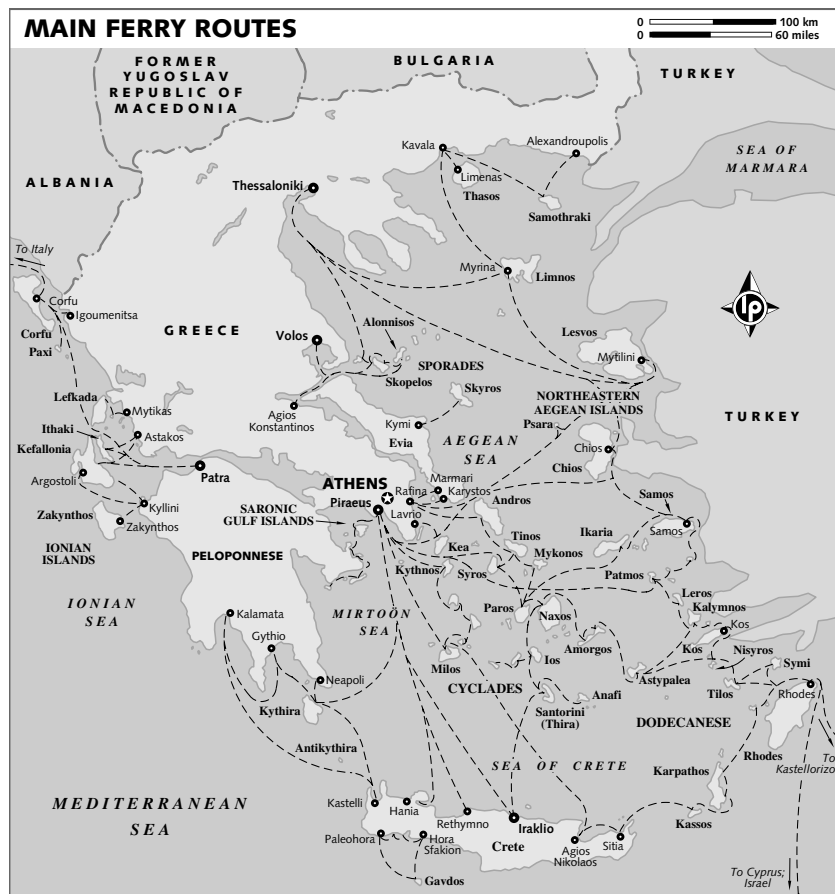 MAIN FERRY ROUTES
0 100 km
0 60 miles
FORMER
YUGOSLAV
REPUBLIC OF
MACEDONIA
BULGARIA
TURKEY
ALBANIA
SEA OF
MARMARA
Kavala
Alexandroupolis
Limenas
Thasos
Samothraki
Thessaloniki
To Italy
Myrina
Limnos
lp
Corfu
Igoumenitsa
Corfu
Paxi
GREECE
Volos
Alonnisos
SPORADES
Skopelos
Skyros
Lesvos
Mytilini
NORTHEASTERN
AEGEAN ISLANDS
TURKEY
Lefkada
Mytikas
Ithaki
Astakos
Kefallonia
Agios
Konstantinos
Kymi
Evia
AEGEAN
SEA
Psara
Chios
Chios
Argostoli
Patra
ATHENS
Piraeus
Rafina
Lavrio
Marmari
Karystos
Andros
Kyllini
Zakynthos
Zakynthos
SARONIC
GULF ISLANDS
IONIAN
ISLANDS
PELOPONNESE
Kea
Tinos
Mykonos
Kythnos
Syros
Ikaria
Samos
Samos
Patmos
Leros
Kalymnos
IONIAN
SEA
Kalamata
Gythio
MIRTOÖN
SEA
Paros
Naxos
Amorgos
Kos
Kos
Nisyros
Symi
Milos
Ios
CYCLADES
Astypalea
Tilos
Rhodes
Neapoli
Kythira
Santorini
(Thira)
Anafi
DODECANESE
Antikythira
Rhodes
To
Kastellorizo
SEA OF CRETE
Karpathos
MEDITERRANEAN
SEA
Kastelli
Hania
Rethymno
Iraklio
Kassos
Paleohora
Hora
Sfakion
Crete
Agios
Nikolaos
Sitia
Gavdos
To Cyprus;
Israel